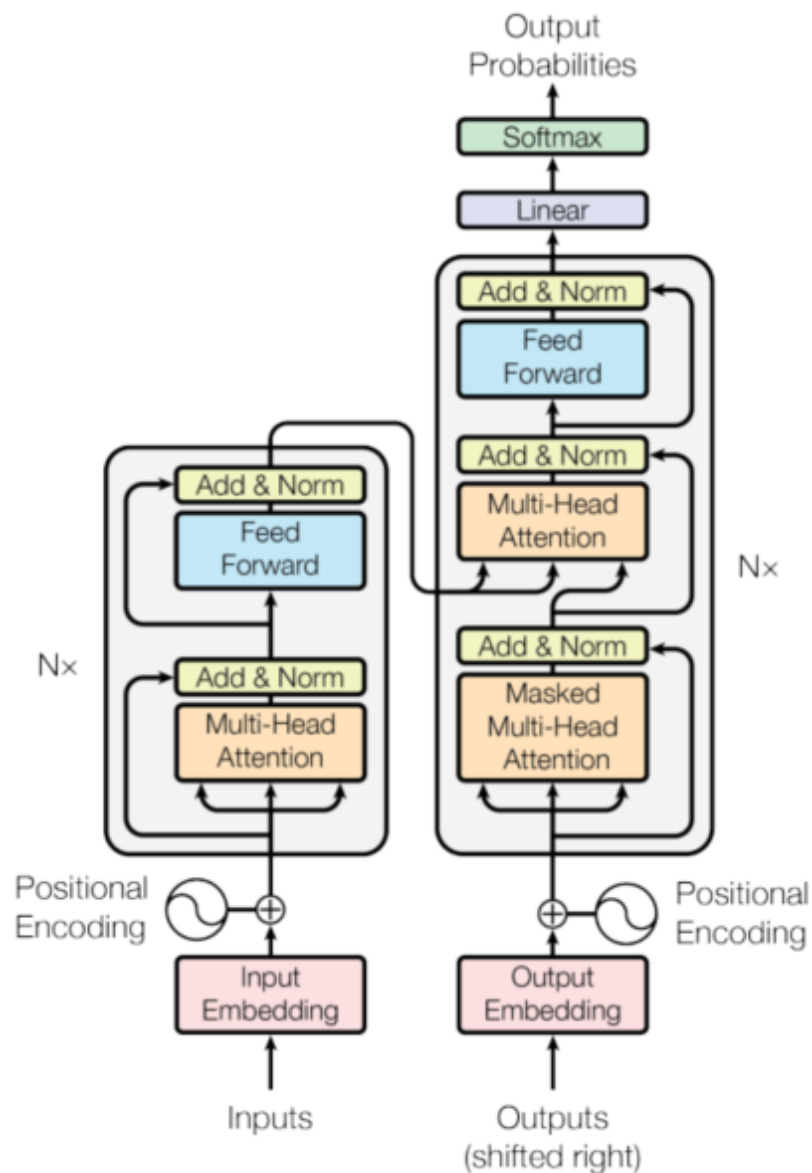 Output
Probabilities
Softmax
Linear
Add & Norm
Feed
Forward
Add & Norm
Multi-Head
Attention
Nx
Add & Norm
Masked
Multi-Head
Attention
Add & Norm
Feed
Forward
Nx
Add & Norm
Multi-Head
Attention
Positional
Encoding
Positional
Encoding
Input
Embedding
Output
Embedding
Inputs
Outputs
(shifted right)